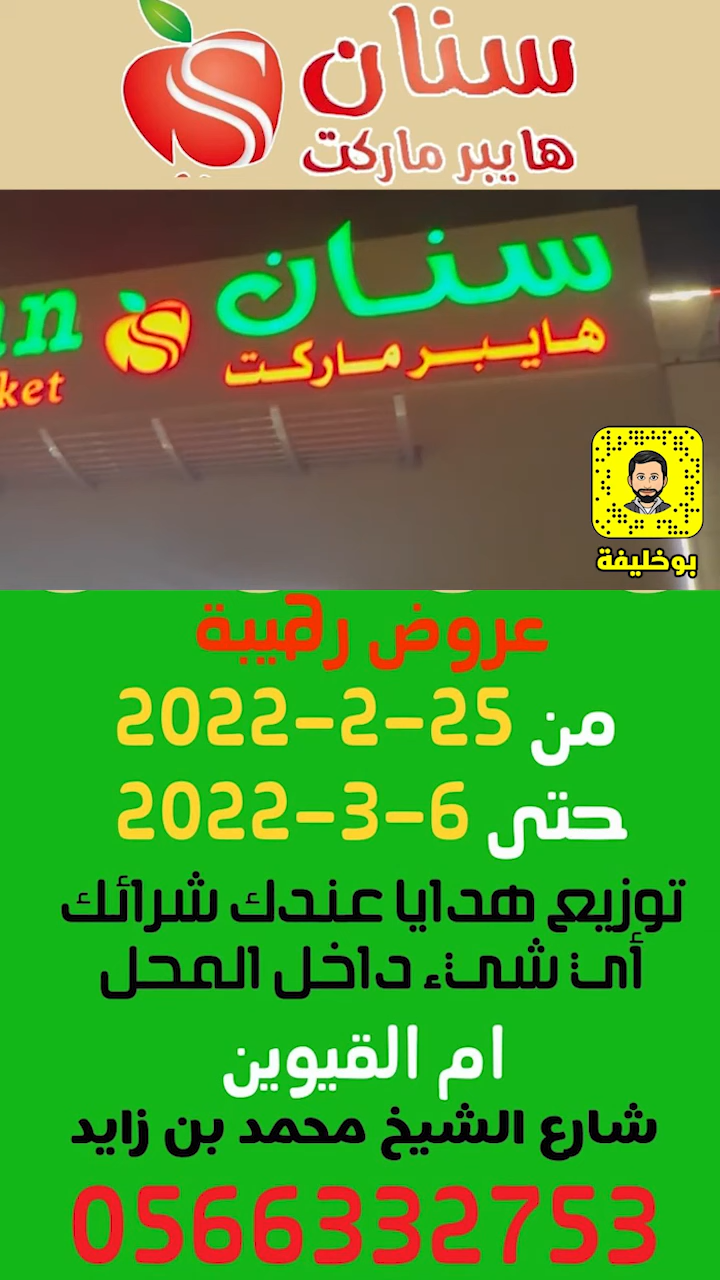 سنان
هايبر ماركت
سنان
هايبر ماركت
an
ket
بوخليفة
عروض رهيبة
من 25-2-2022
حتى 6-3-2022
توزيع هدايا عندك شرائك
أي شيء داخل المحل
ام القيوين
شارع الشيخ محمد بن زايد
0566332753